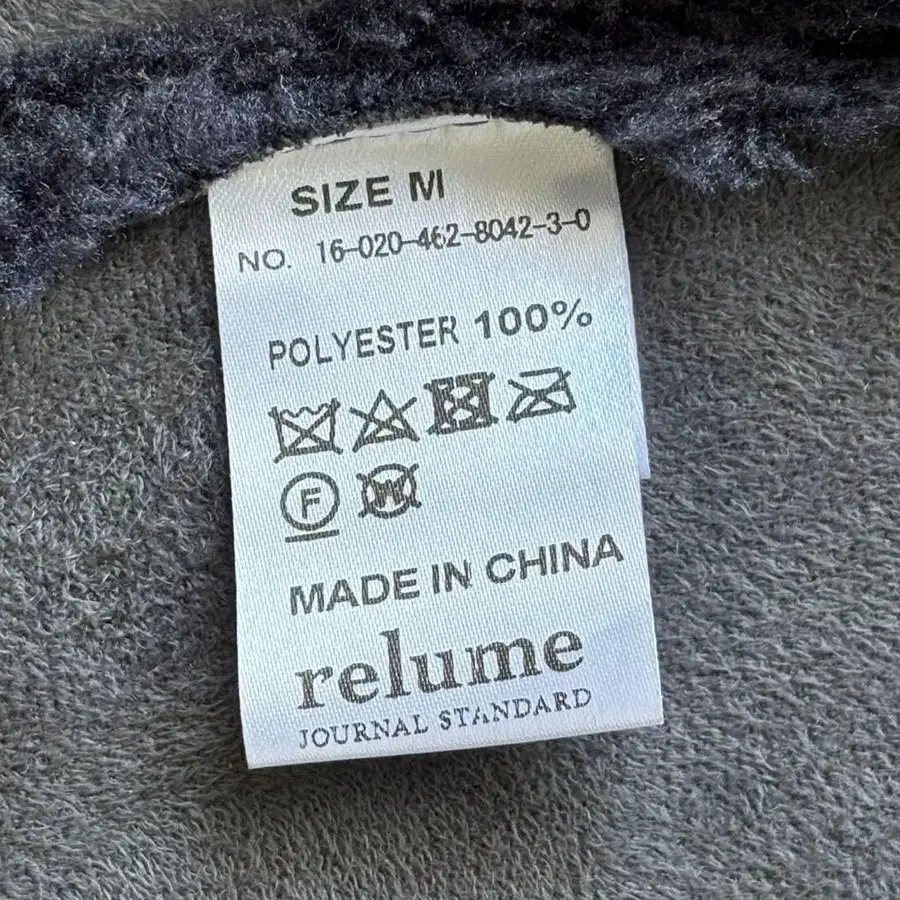 SIZE M
NO. 16-020-462-8042-3-0
POLYESTER 100%
F W
MADE IN CHINA
relume
JOURNAL STANDARD